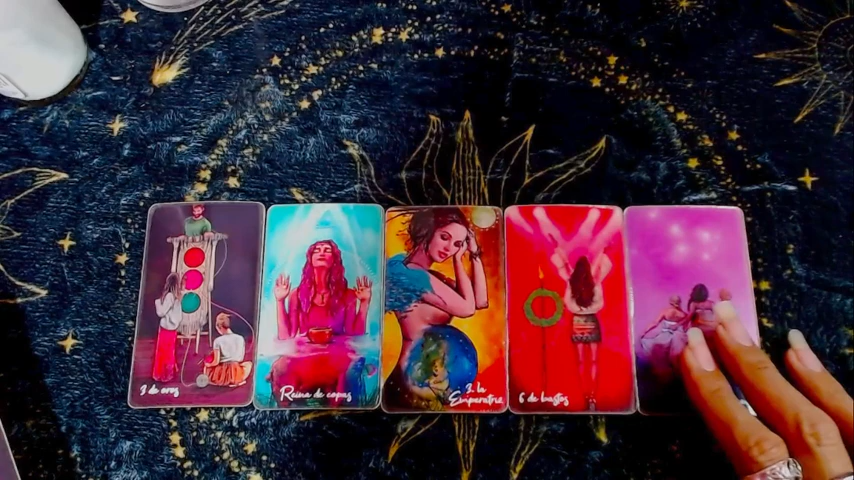 3 de oros
Reina de copas
3. la
Emperatriz
6 de bastos